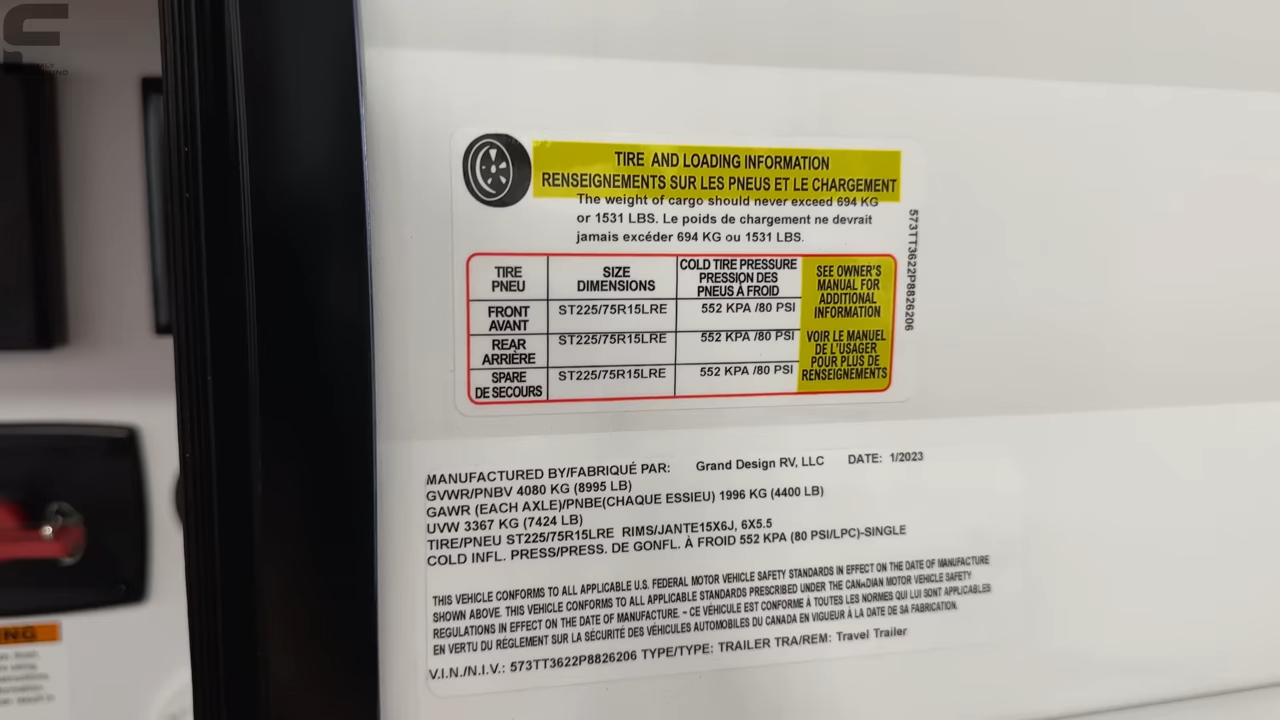 TIRE AND LOADING INFORMATION
RENSEIGNEMENTS SUR LES PNEUS ET LE CHARGEMENT
The weight of cargo should never exceed 694 KG
or 1531 LBS. Le poids de chargement ne devrait
jamais excéder 694 KG ou 1531 LBS.
573TT3622P8826206
TIRE
PNEU
SIZE
DIMENSIONS
COLD TIRE PRESSURE
PRESSION DES
PNEUS À FROID
FRONT
AVANT
ST225/75R15LRE
552 KPA /80 PSI
REAR
ARRIÈRE
ST225/75R15LRE
552 KPA /80 PSI
SPARE
DE SECOURS
ST225/75R15LRE
552 KPA /80 PSI
SEE OWNER'S
MANUAL FOR
ADDITIONAL
INFORMATION
VOIR LE MANUEL
DE L'USAGER
POUR PLUS DE
RENSEIGNEMENTS
MANUFACTURED BY/FABRIQUÉ PAR: Grand Design RV, LLC DATE: 1/2023
GVWR/PNBV 4080 KG (8995 LB)
GAWR (EACH AXLE)/PNBE(CHAQUE ESSIEU) 1996 KG (4400 LB)
UVW 3367 KG (7424 LB)
TIRE/PNEU ST225/75R15LRE RIMS/JANTE15X6J, 6X5.5
COLD INFL. PRESS/PRESS. DE GONFL. À FROID 552 KPA (80 PSI/LPC)-SINGLE
THIS VEHICLE CONFORMS TO ALL APPLICABLE U.S. FEDERAL MOTOR VEHICLE SAFETY STANDARDS IN EFFECT ON THE DATE OF MANUFACTURE
SHOWN ABOVE. THIS VEHICLE CONFORMS TO ALL APPLICABLE STANDARDS PRESCRIBED UNDER THE CANADIAN MOTOR VEHICLE SAFETY
REGULATIONS IN EFFECT ON THE DATE OF MANUFACTURE. - CE VÉHICULE EST CONFORME À TOUTES LES NORMES QUI LUI SONT APPLICABLES
EN VERTU DU RÉGLEMENT SUR LA SÉCURITÉ DES VÉHICULES AUTOMOBILES DU CANADA EN VIGUEUR À LA DATE DE SA FABRICATION.
V.I.N./N.I.V.: 573TT3622P8826206 TYPE/TYPE: TRAILER TRA/REM: Travel Trailer